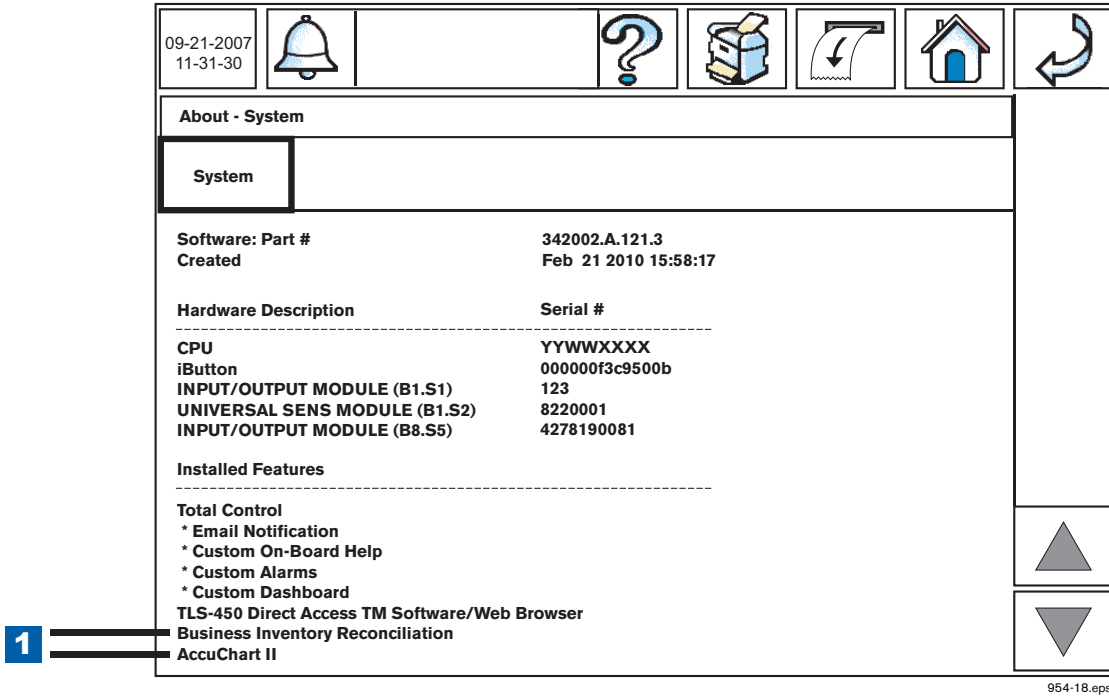 09-21-2007
11-31-30
About - System
System
Software: Part # 342002.A.121.3
Created Feb 21 2010 15:58:17
Hardware Description Serial #
CPU YYWWXXXX
iButton 000000f3c9500b
INPUT/OUTPUT MODULE (B1.S1) 123
UNIVERSAL SENS MODULE (B1.S2) 8220001
INPUT/OUTPUT MODULE (B8.S5) 4278190081
Installed Features
Total Control
* Email Notification
* Custom On-Board Help
* Custom Alarms
* Custom Dashboard
TLS-450 Direct Access TM Software/Web Browser
1
Business Inventory Reconciliation
AccuChart II
954-18.eps